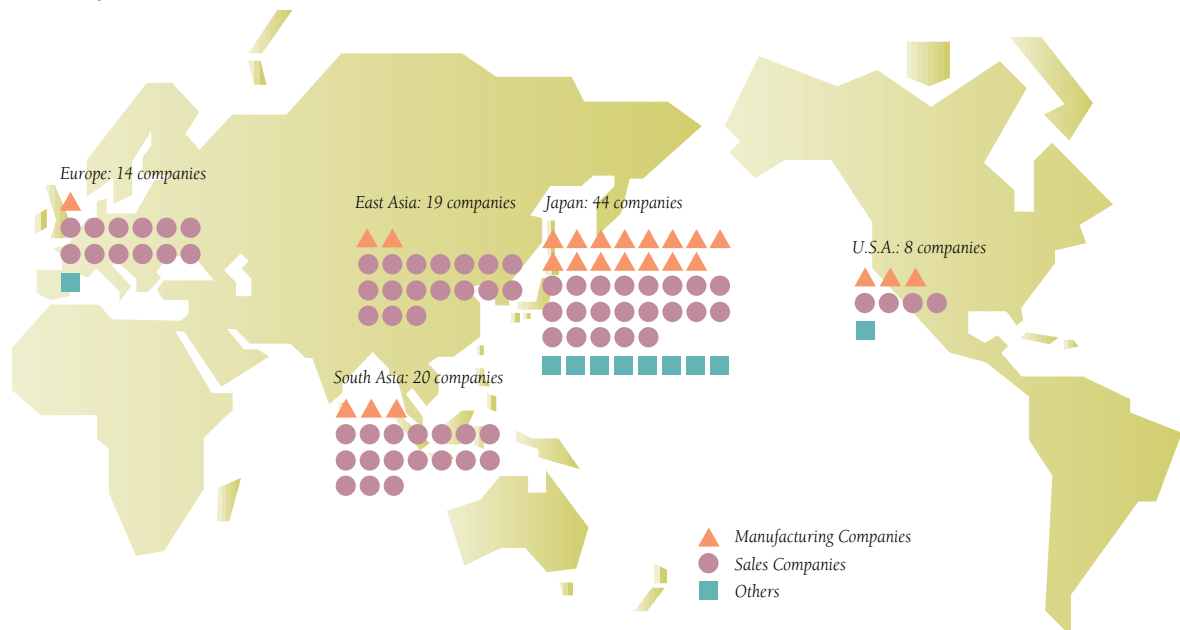 Europe: 14 companies
East Asia: 19 companies
Japan: 44 companies
U.S.A.: 8 companies
South Asia: 20 companies
Manufacturing Companies
Sales Companies
Others